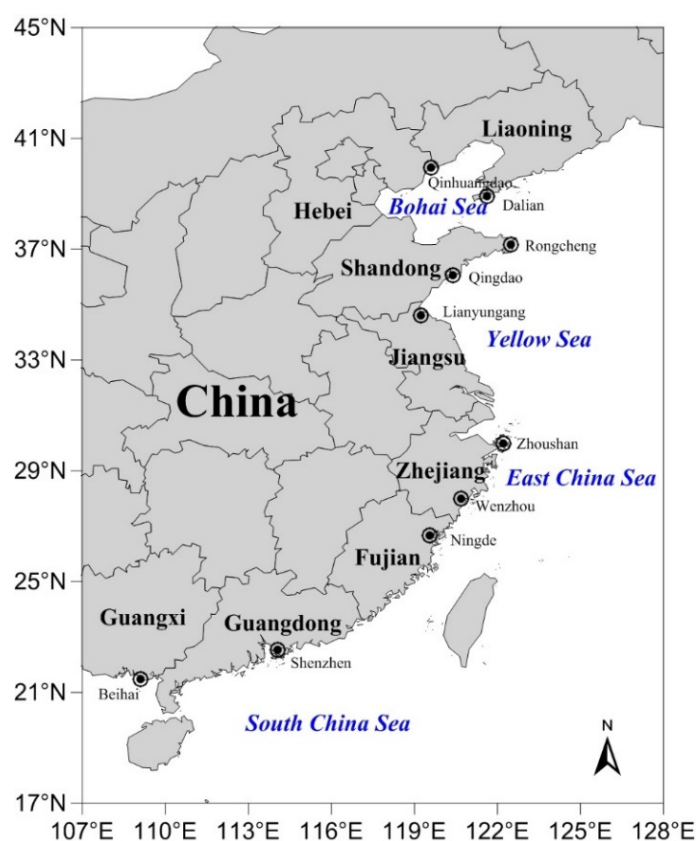 45°N
41°N
Liaoning
Qinhuangdao
Hebei
Bohai Sea
Dalian
37°N
Rongcheng
Shandong
Qingdao
Lianyungang
33°N
Yellow Sea
Jiangsu
China
Zhoushan
29°N
Zhejiang
East China Sea
Wenzhou
Ningde
Fujian
25°N
Guangxi
Guangdong
Shenzhen
21°N
Beihai
South China Sea
N
17°N
107°E 110°E 113°E 116°E 119°E 122°E 125°E 128°E